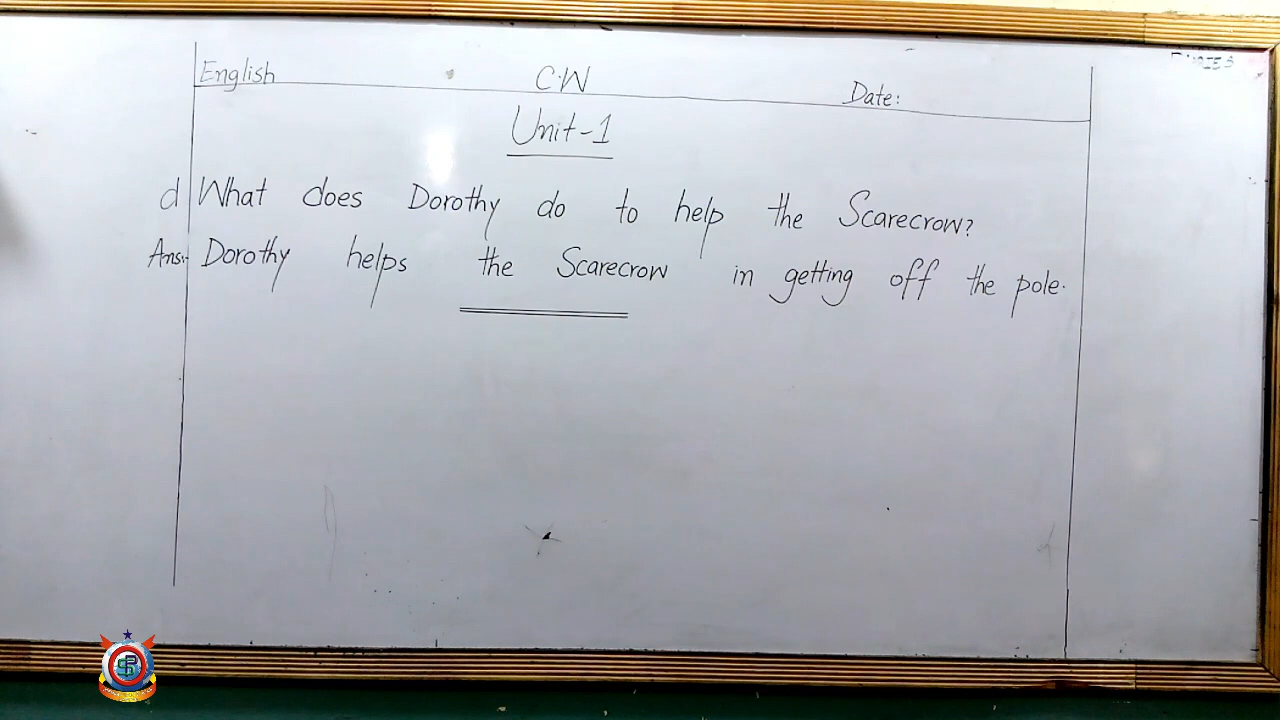 English C.W Date:
Unit-1
d What does Dorothy do to help the Scarecrow?
Ans:- Dorothy helps the Scarecrow in getting off the pole.